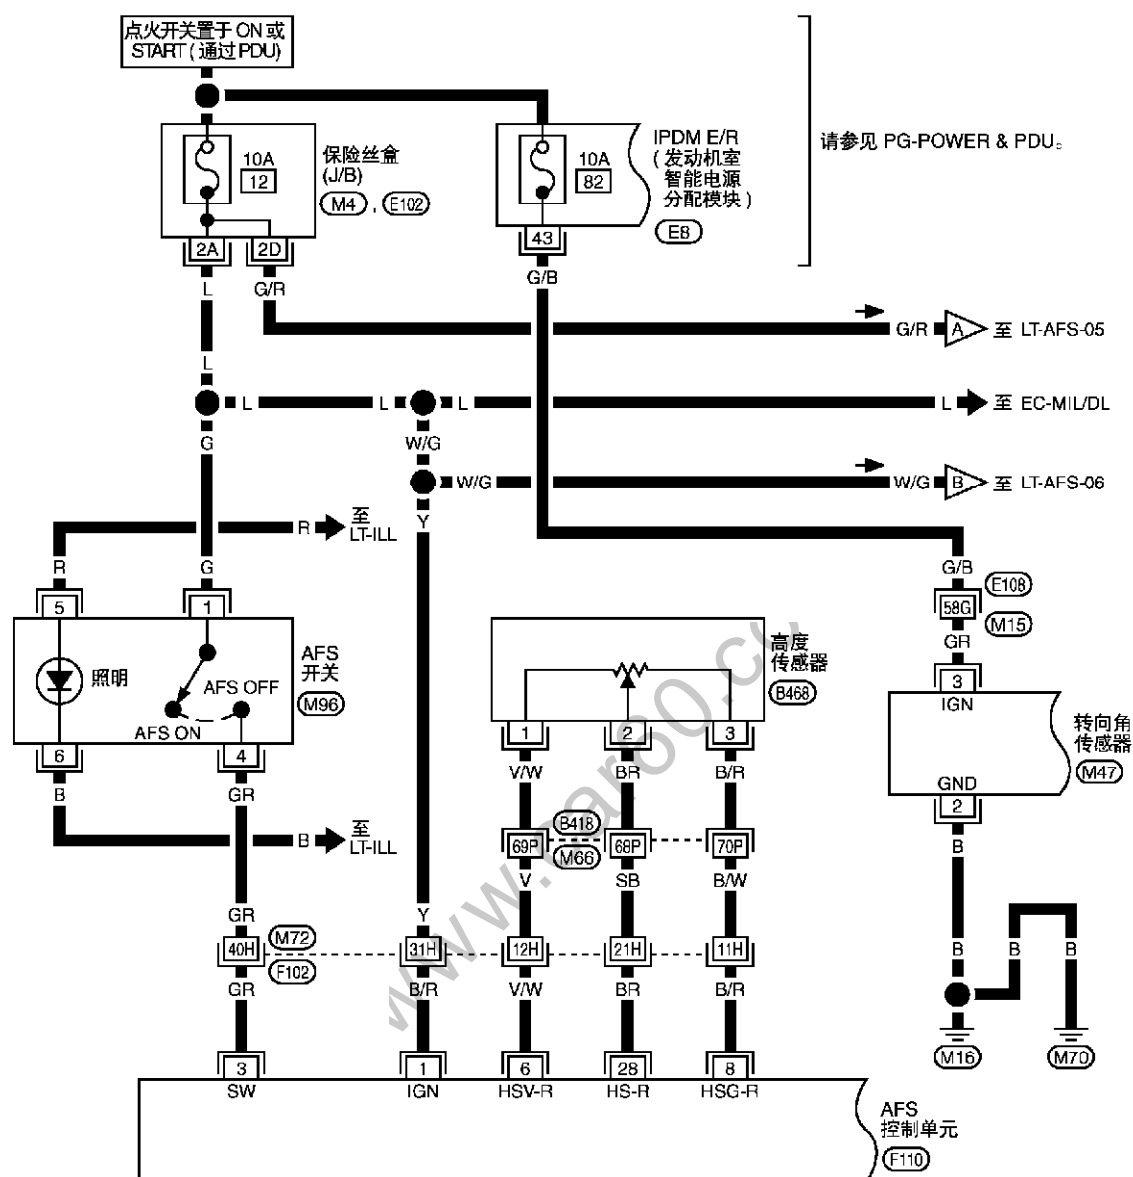 点火开关置于 ON 或
START ( 通过 PDU)
10A
12
保险丝盒
(J/B)
M4 , E102
10A
82
IPDM E/R
( 发动机室
智能电源
分配模块 )
E8
请参见 PG-POWER & PDU。
2A
2D
43
L
G/R
G/B
G/R
A
至 LT-AFS-05
L
L
L
L
L
至 EC-MIL/DL
G
W/G
W/G
W/G
B
至 LT-AFS-06
Y
R
至
LT-ILL
R
G
G/B
E108
5
1
58G
M15
GR
照明
AFS OFF
AFS ON
AFS
开关
M96
高度
传感器
B468
3
IGN
转向角
传感器
M47
GND
2
6
4
1
2
3
B
GR
V/W
BR
B/R
B
B
至
LT-ILL
B418
M66
69P
68P
70P
V
SB
B/W
GR
Y
40H
M72
F102
31H
12H
21H
11H
GR
B/R
V/W
BR
B/R
B
B
B
M16
M70
3
1
6
28
8
SW
IGN
HSV-R
HS-R
HSG-R
AFS
控制单元
F110